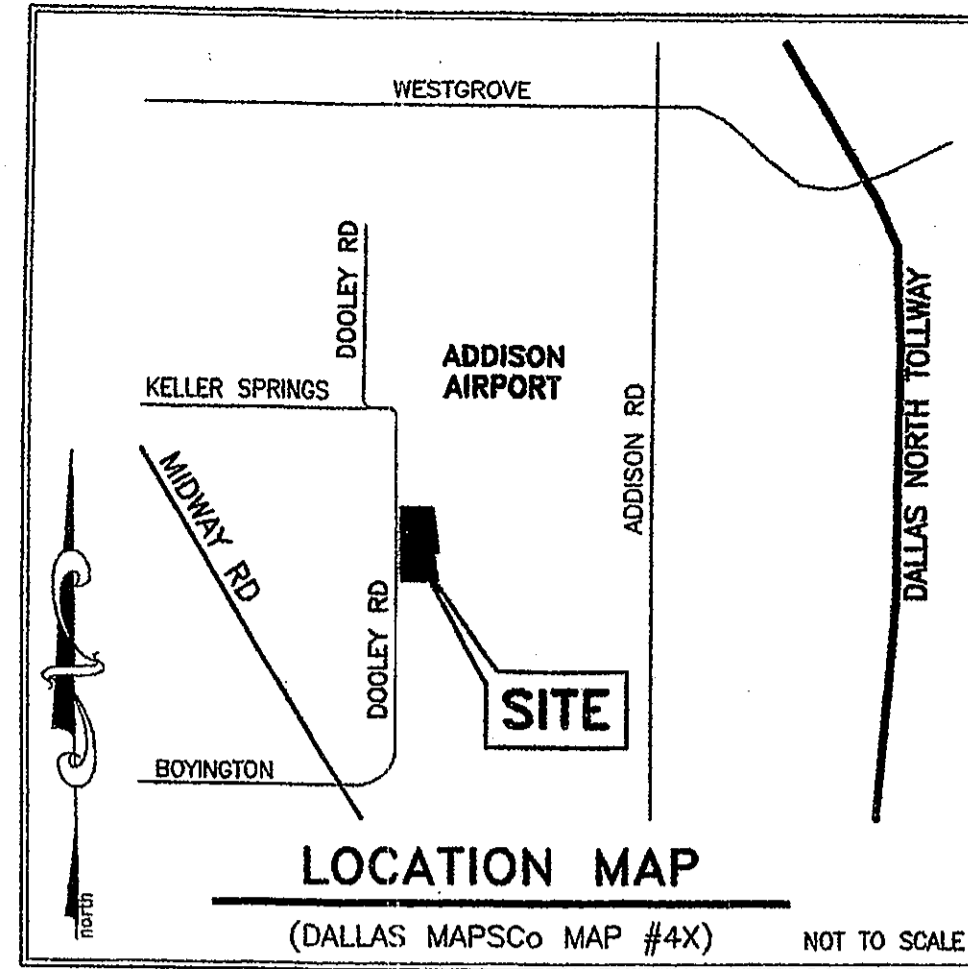 WESTGROVE
DOOLEY RD
ADDISON
AIRPORT
KELLER SPRINGS
MIDWAY RD
ADDISON RD
DALLAS NORTH TOLLWAY
DOOLEY RD
SITE
BOYINGTON
LOCATION MAP
(DALLAS MAPSCo MAP #4X)
NOT TO SCALE
north